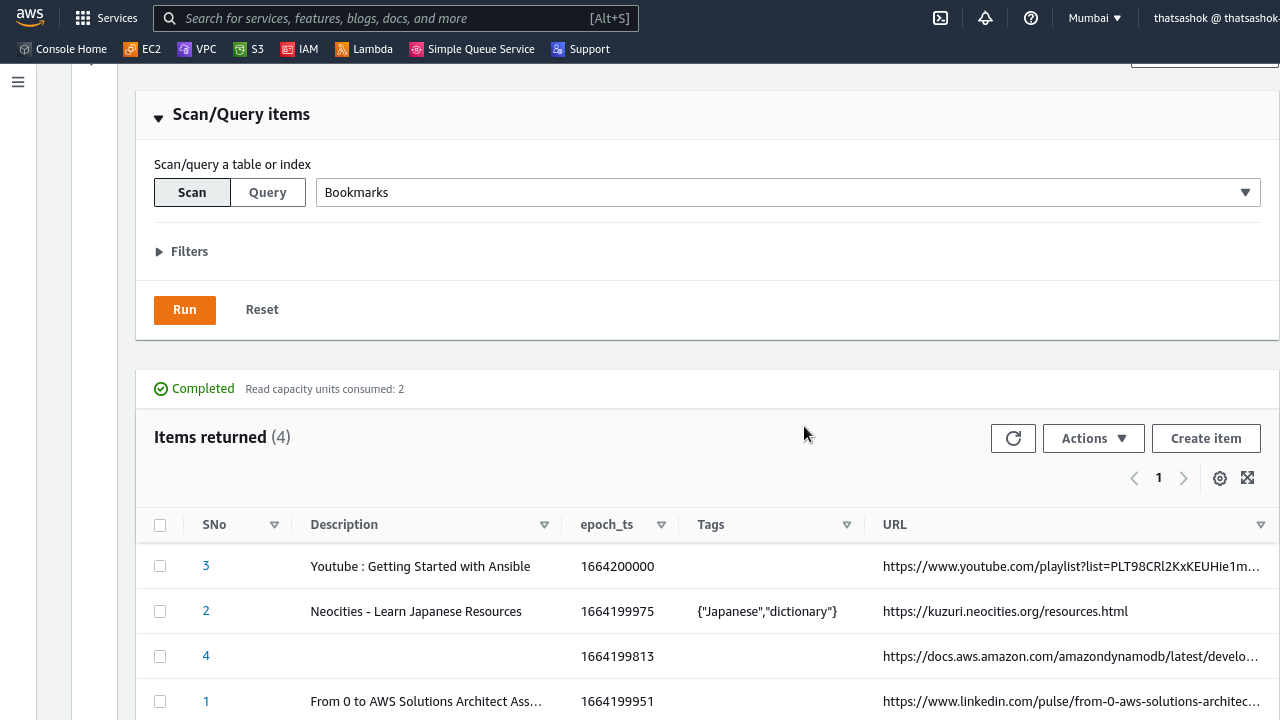 aws Services Search for services, features, blogs, docs, and more [Alt+S] Mumbai thatsashok @ thatsashok-
Console Home EC2 VPC S3 IAM Lambda Simple Queue Service Support
Scan/Query items
Scan/query a table or index
Scan Query Bookmarks
Filters
Run Reset
Completed Read capacity units consumed: 2
Items returned (4) Actions Create item
1
SNo Description epoch_ts Tags URL
3 Youtube : Getting Started with Ansible 1664200000 https://www.youtube.com/playlist?list=PLT98CRl2KxKEUHie1m...
2 Neocities - Learn Japanese Resources 1664199975 {"Japanese","dictionary"} https://kuzuri.neocities.org/resources.html
4 1664199813 https://docs.aws.amazon.com/amazondynamodb/latest/develo...
1 From 0 to AWS Solutions Architect Ass... 1664199951 https://www.linkedin.com/pulse/from-0-aws-solutions-architec...